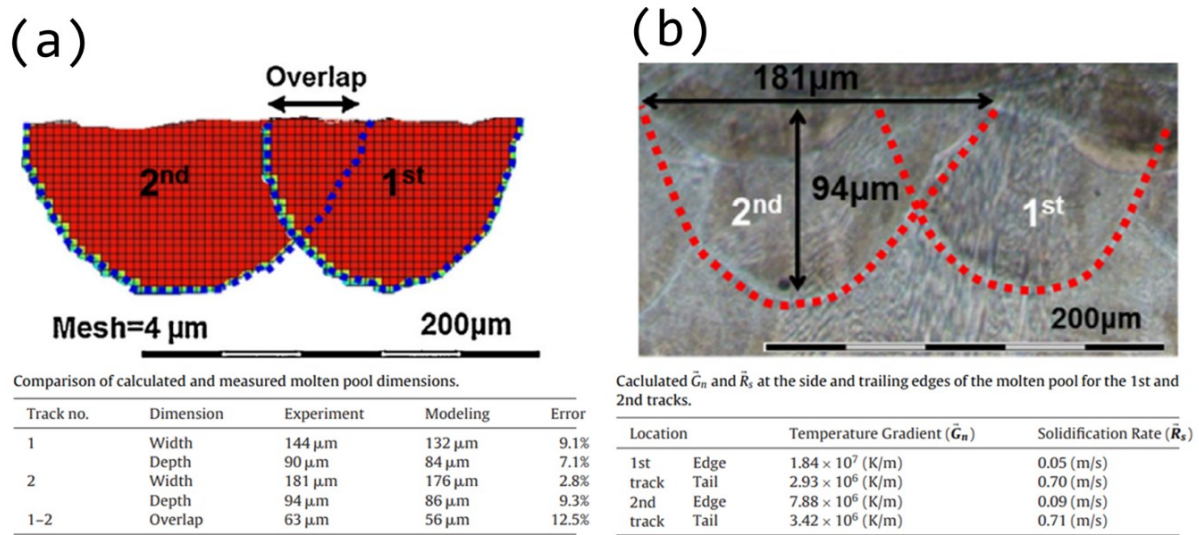 (a)
Overlap
2nd
1st
Mesh=4 μm
200μm
Comparison of calculated and measured molten pool dimensions.
Track no. Dimension Experiment Modeling Error
1 Width 144 μm 132 μm 9.1%
Depth 90 μm 84 μm 7.1%
2 Width 181 μm 176 μm 2.8%
Depth 94 μm 86 μm 9.3%
1–2 Overlap 63 μm 56 μm 12.5%
(b)
181μm
94μm
2nd
1st
200μm
Caclulated G⃗n and R⃗s at the side and trailing edges of the molten pool for the 1st and
2nd tracks.
Location Temperature Gradient (G⃗n) Solidification Rate (R⃗s)
1st Edge 1.84 × 10⁷ (K/m) 0.05 (m/s)
track Tail 2.93 × 10⁶ (K/m) 0.70 (m/s)
2nd Edge 7.88 × 10⁶ (K/m) 0.09 (m/s)
track Tail 3.42 × 10⁶ (K/m) 0.71 (m/s)